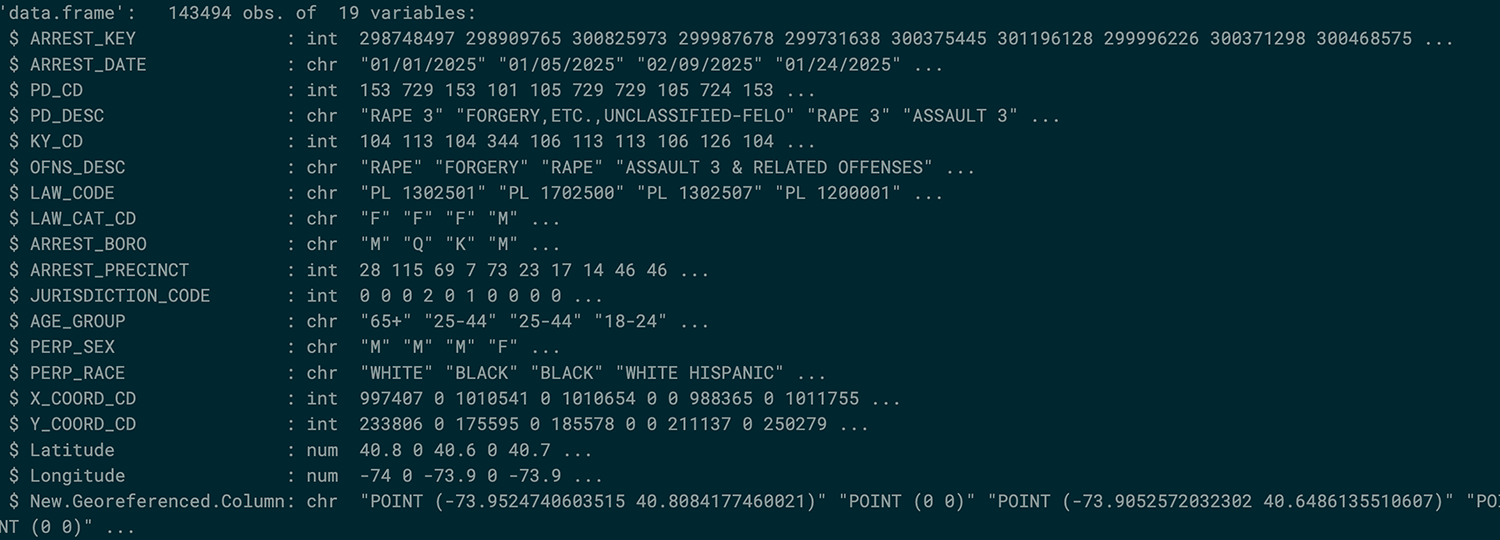 'data.frame':   143494 obs. of  19 variables:
 $ ARREST_KEY              : int  298748497 298909765 300825973 299987678 299731638 300375445 301196128 299996226 300371298 300468575 ...
 $ ARREST_DATE             : chr  "01/01/2025" "01/05/2025" "02/09/2025" "01/24/2025" ...
 $ PD_CD                   : int  153 729 153 101 105 729 729 105 724 153 ...
 $ PD_DESC                 : chr  "RAPE 3" "FORGERY,ETC.,UNCLASSIFIED-FELO" "RAPE 3" "ASSAULT 3" ...
 $ KY_CD                   : int  104 113 104 344 106 113 113 106 126 104 ...
 $ OFNS_DESC               : chr  "RAPE" "FORGERY" "RAPE" "ASSAULT 3 & RELATED OFFENSES" ...
 $ LAW_CODE                : chr  "PL 1302501" "PL 1702500" "PL 1302507" "PL 1200001" ...
 $ LAW_CAT_CD              : chr  "F" "F" "F" "M" ...
 $ ARREST_BORO             : chr  "M" "Q" "K" "M" ...
 $ ARREST_PRECINCT         : int  28 115 69 7 73 23 17 14 46 46 ...
 $ JURISDICTION_CODE       : int  0 0 0 2 0 1 0 0 0 0 ...
 $ AGE_GROUP               : chr  "65+" "25-44" "25-44" "18-24" ...
 $ PERP_SEX                : chr  "M" "M" "M" "F" ...
 $ PERP_RACE               : chr  "WHITE" "BLACK" "BLACK" "WHITE HISPANIC" ...
 $ X_COORD_CD              : int  997407 0 1010541 0 1010654 0 0 988365 0 1011755 ...
 $ Y_COORD_CD              : int  233806 0 175595 0 185578 0 0 211137 0 250279 ...
 $ Latitude                : num  40.8 0 40.6 0 40.7 ...
 $ Longitude               : num  -74 0 -73.9 0 -73.9 ...
 $ New.Georeferenced.Column: chr  "POINT (-73.9524740603515 40.8084177460021)" "POINT (0 0)" "POINT (-73.9052572032302 40.6486135510607)" "POI
NT (0 0)" ...